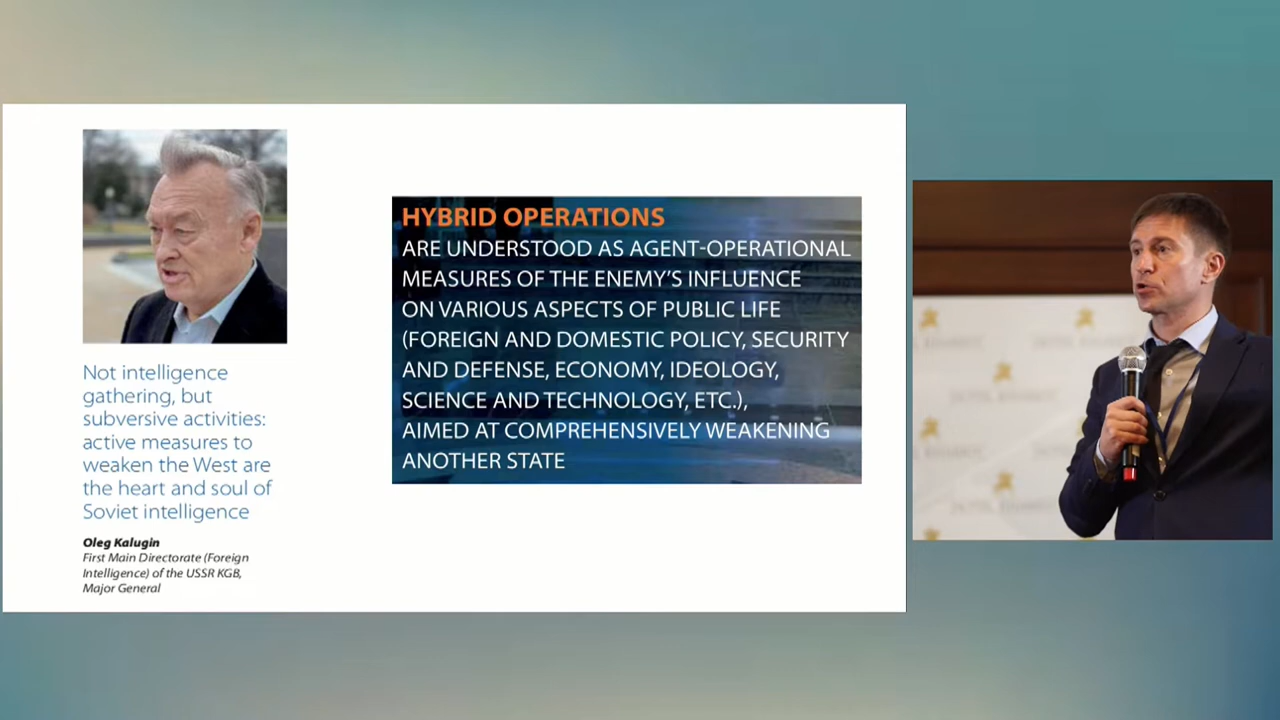 Not intelligence
gathering, but
subversive activities:
active measures to
weaken the West are
the heart and soul of
Soviet intelligence
Oleg Kalugin
First Main Directorate (Foreign
Intelligence) of the USSR KGB,
Major General
HYBRID OPERATIONS
ARE UNDERSTOOD AS AGENT-OPERATIONAL
MEASURES OF THE ENEMY'S INFLUENCE
ON VARIOUS ASPECTS OF PUBLIC LIFE
(FOREIGN AND DOMESTIC POLICY, SECURITY
AND DEFENSE, ECONOMY, IDEOLOGY,
SCIENCE AND TECHNOLOGY, ETC.),
AIMED AT COMPREHENSIVELY WEAKENING
ANOTHER STATE